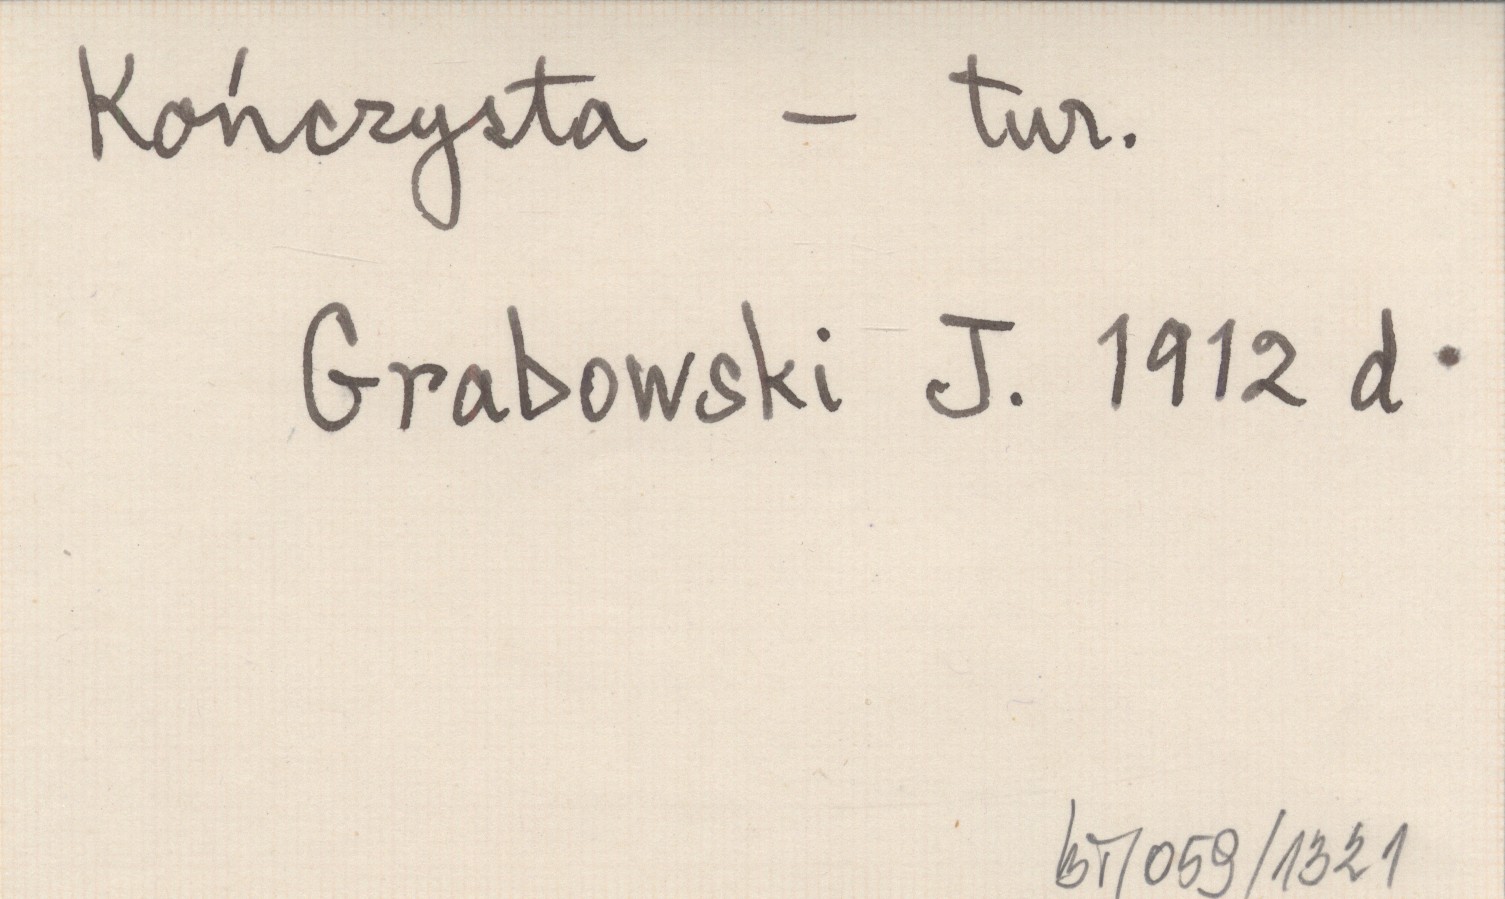 Kończysta - tur.
Grabowski J. 1912 d.
BT/059/1321